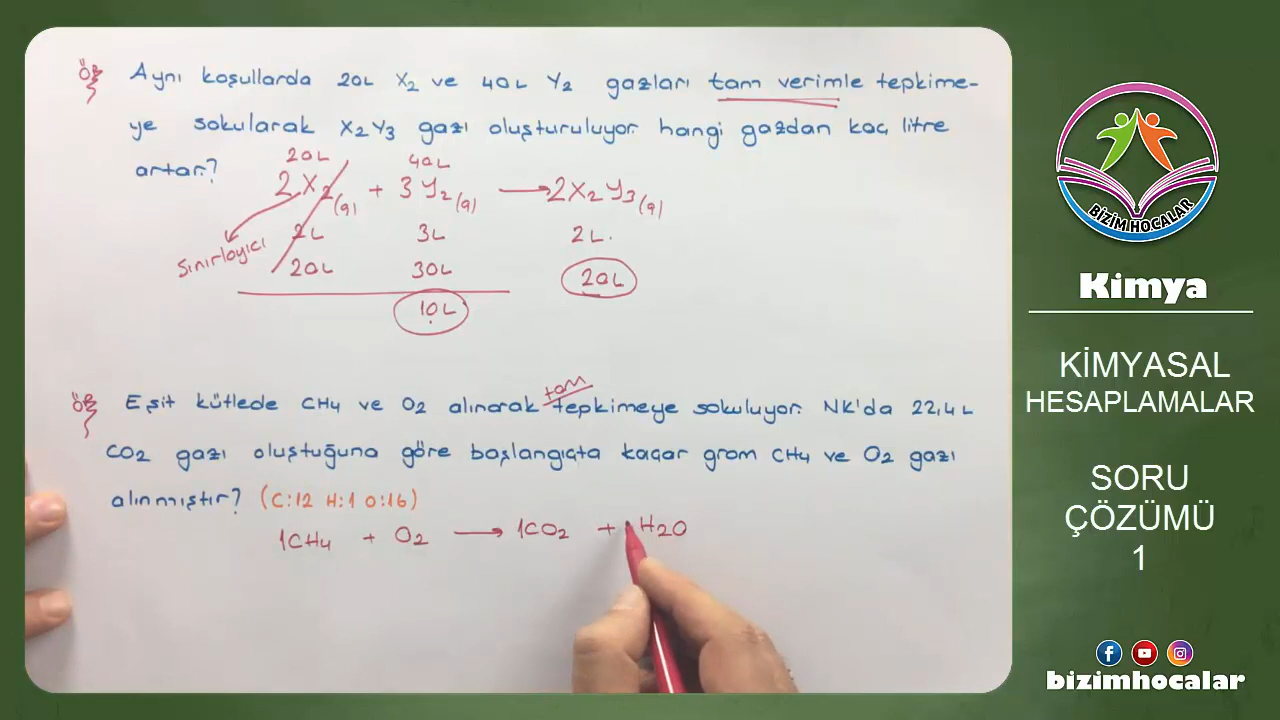 Ör Aynı koşullarda 20L X2 ve 40L Y2 gazları tam verimle tepkime-
ye sokularak X2Y3 gazı oluşturuluyor. hangi gazdan kaç litre
artar?
20L 40L
2X2(g) + 3Y2(g) → 2X2Y3(g)
Sınırlayıcı 2L 3L 2L.
20L 30L 20L
10L
tam
Ör Eşit kütlede CH4 ve O2 alınarak tepkimeye sokuluyor. NK'da 22,4L
CO2 gazı oluştuğuna göre başlangıçta kaçar gram CH4 ve O2 gazı
alınmıştır? (C:12 H:1 O:16)
1CH4 + O2 → 1CO2 + H2O
BİZİM HOCALAR
Kimya
KİMYASAL
HESAPLAMALAR
SORU
ÇÖZÜMÜ
1
bizimhocalar